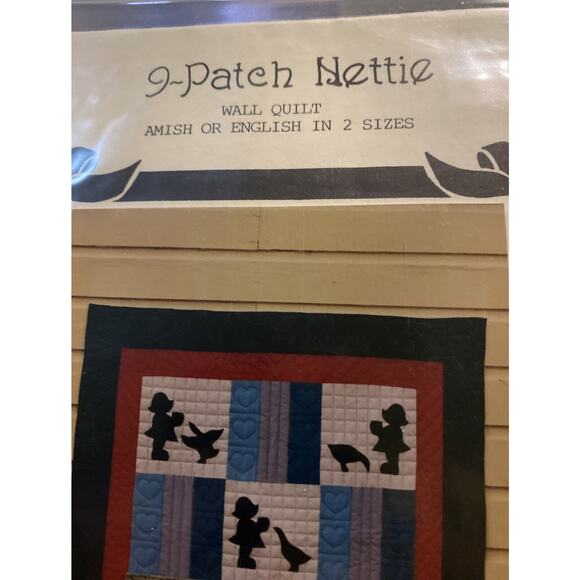 9~Patch Nettie
WALL QUILT
AMISH OR ENGLISH IN 2 SIZES